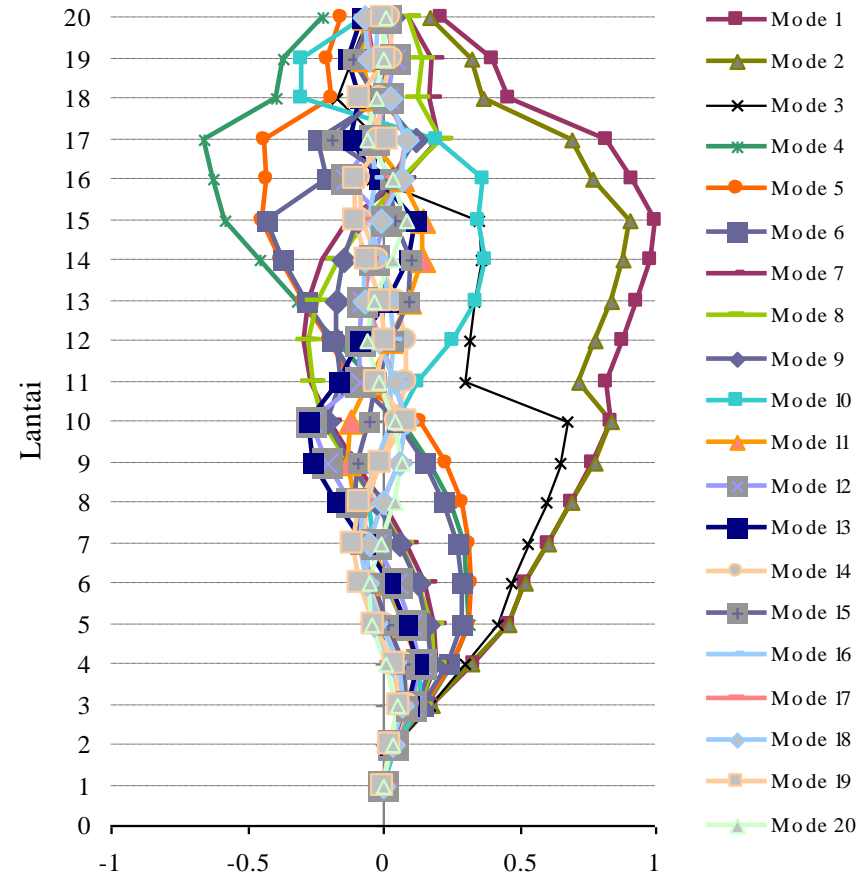 20
19
18
17
16
15
14
13
12
11
10
9
8
7
6
5
4
3
2
1
0
Lantai
-1
-0.5
0
0.5
1
Mode 1
Mode 2
Mode 3
Mode 4
Mode 5
Mode 6
Mode 7
Mode 8
Mode 9
Mode 10
Mode 11
Mode 12
Mode 13
Mode 14
Mode 15
Mode 16
Mode 17
Mode 18
Mode 19
Mode 20